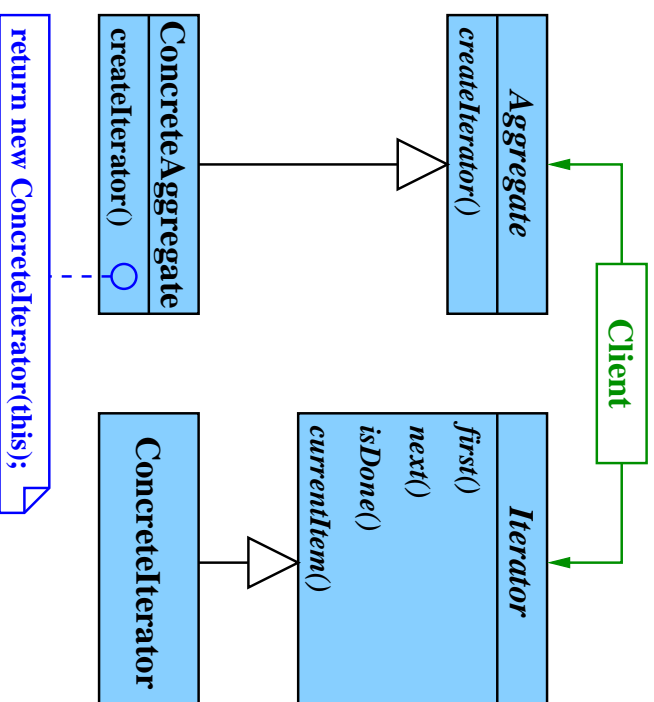 Client
Aggregate
createIterator()
Iterator
first()
next()
isDone()
currentItem()
ConcreteAggregate
createIterator()
ConcreteIterator
return new ConcreteIterator(this);